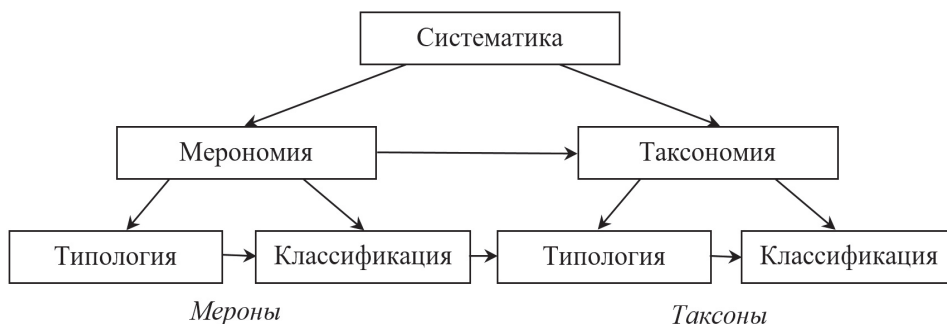 Систематика
Мерономия
Таксономия
Типология
Классификация
Типология
Классификация
Мероны
Таксоны